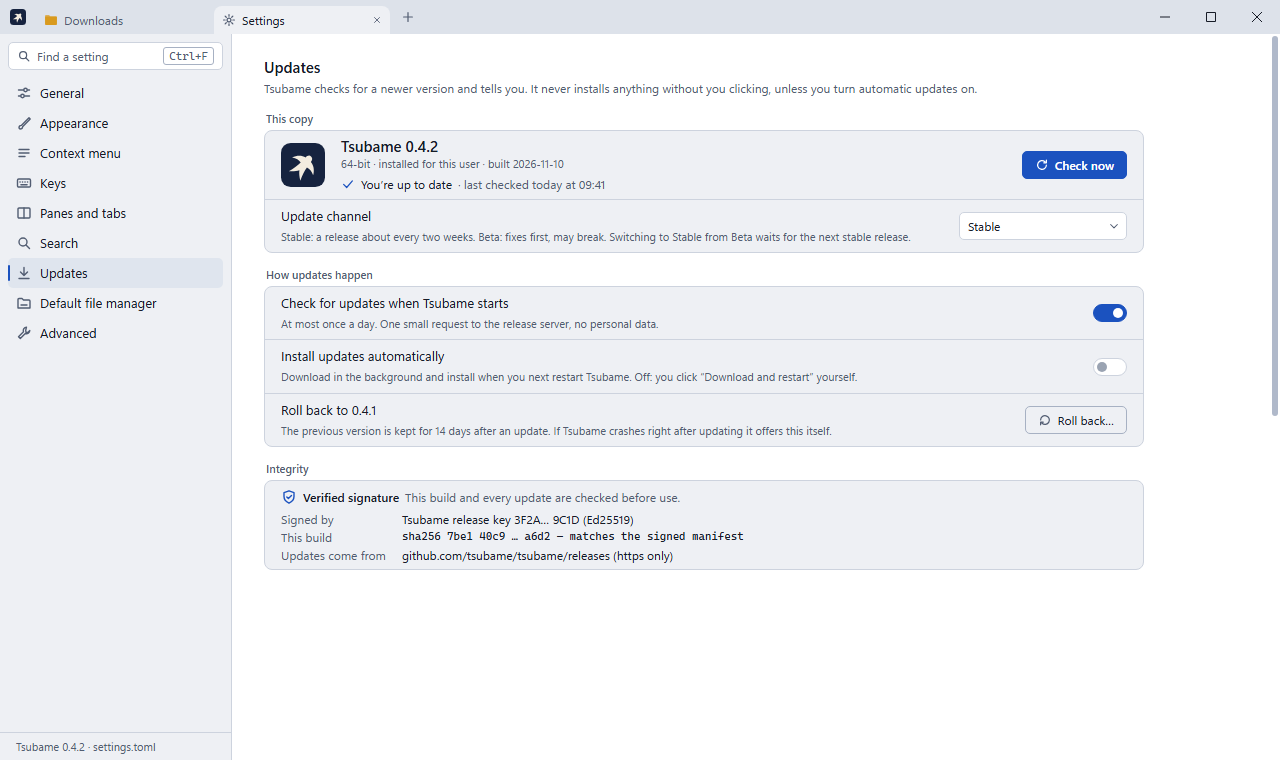 Downloads
Settings
Find a setting
Ctrl+F
General
Appearance
Context menu
Keys
Panes and tabs
Search
Updates
Default file manager
Advanced
Tsubame 0.4.2 · settings.toml
Updates
Tsubame checks for a newer version and tells you. It never installs anything without you clicking, unless you turn automatic updates on.
This copy
Tsubame 0.4.2
64-bit · installed for this user · built 2026-11-10
You’re up to date · last checked today at 09:41
Check now
Update channel
Stable: a release about every two weeks. Beta: fixes first, may break. Switching to Stable from Beta waits for the next stable release.
Stable
How updates happen
Check for updates when Tsubame starts
At most once a day. One small request to the release server, no personal data.
Install updates automatically
Download in the background and install when you next restart Tsubame. Off: you click “Download and restart” yourself.
Roll back to 0.4.1
The previous version is kept for 14 days after an update. If Tsubame crashes right after updating it offers this itself.
Roll back…
Integrity
Verified signature This build and every update are checked before use.
Signed by Tsubame release key 3F2A… 9C1D (Ed25519)
This build sha256 7be1 40c9 … a6d2 — matches the signed manifest
Updates come from github.com/tsubame/tsubame/releases (https only)